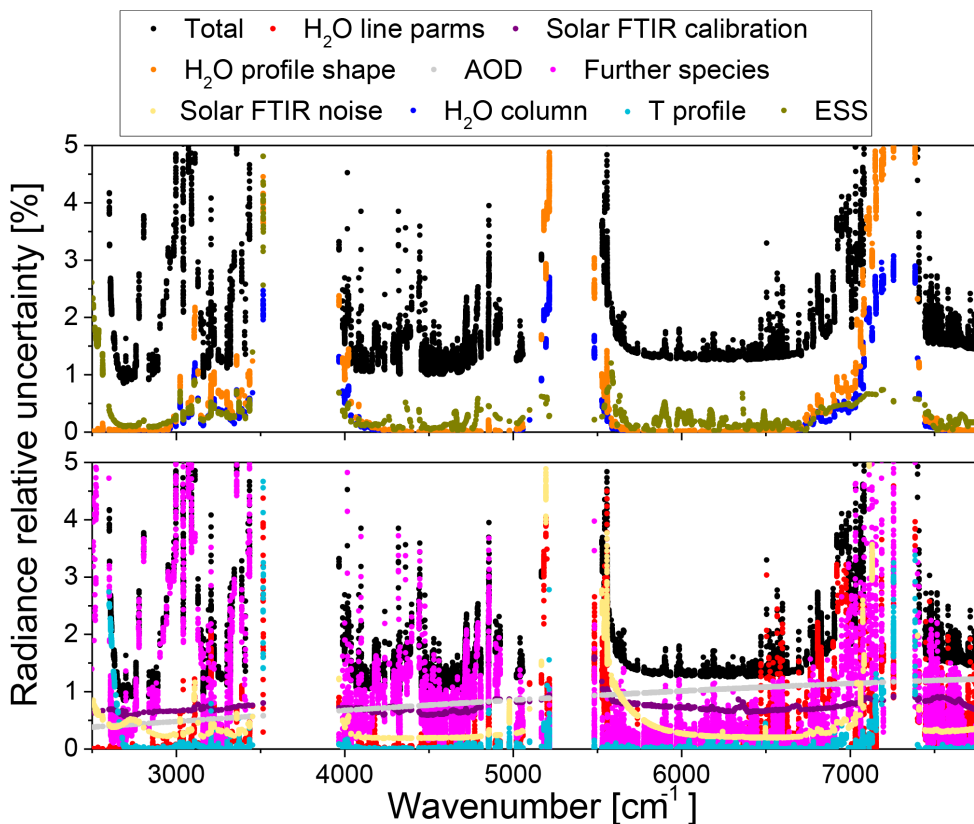 Total H₂O line parms Solar FTIR calibration
H₂O profile shape AOD Further species
Solar FTIR noise H₂O column T profile ESS
Radiance relative uncertainty [%]
5
4
3
2
1
0
5
4
3
2
1
0
3000 4000 5000 6000 7000
Wavenumber [cm⁻¹]